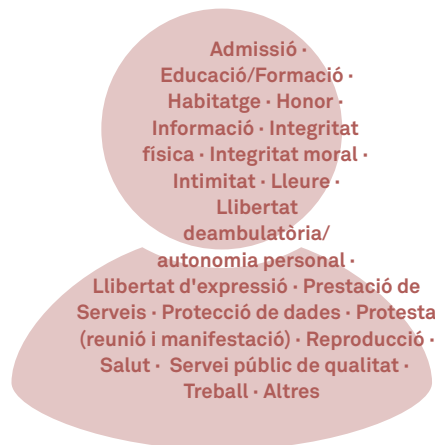 Admissió ·
Educació/Formació ·
Habitatge · Honor ·
Informació · Integritat
física · Integritat moral ·
Intimitat · Lleure ·
Llibertat
deambulatòria/
autonomia personal ·
Llibertat d'expressió · Prestació de
Serveis · Protecció de dades · Protesta
(reunió i manifestació) · Reproducció ·
Salut · Servei públic de qualitat ·
Treball · Altres